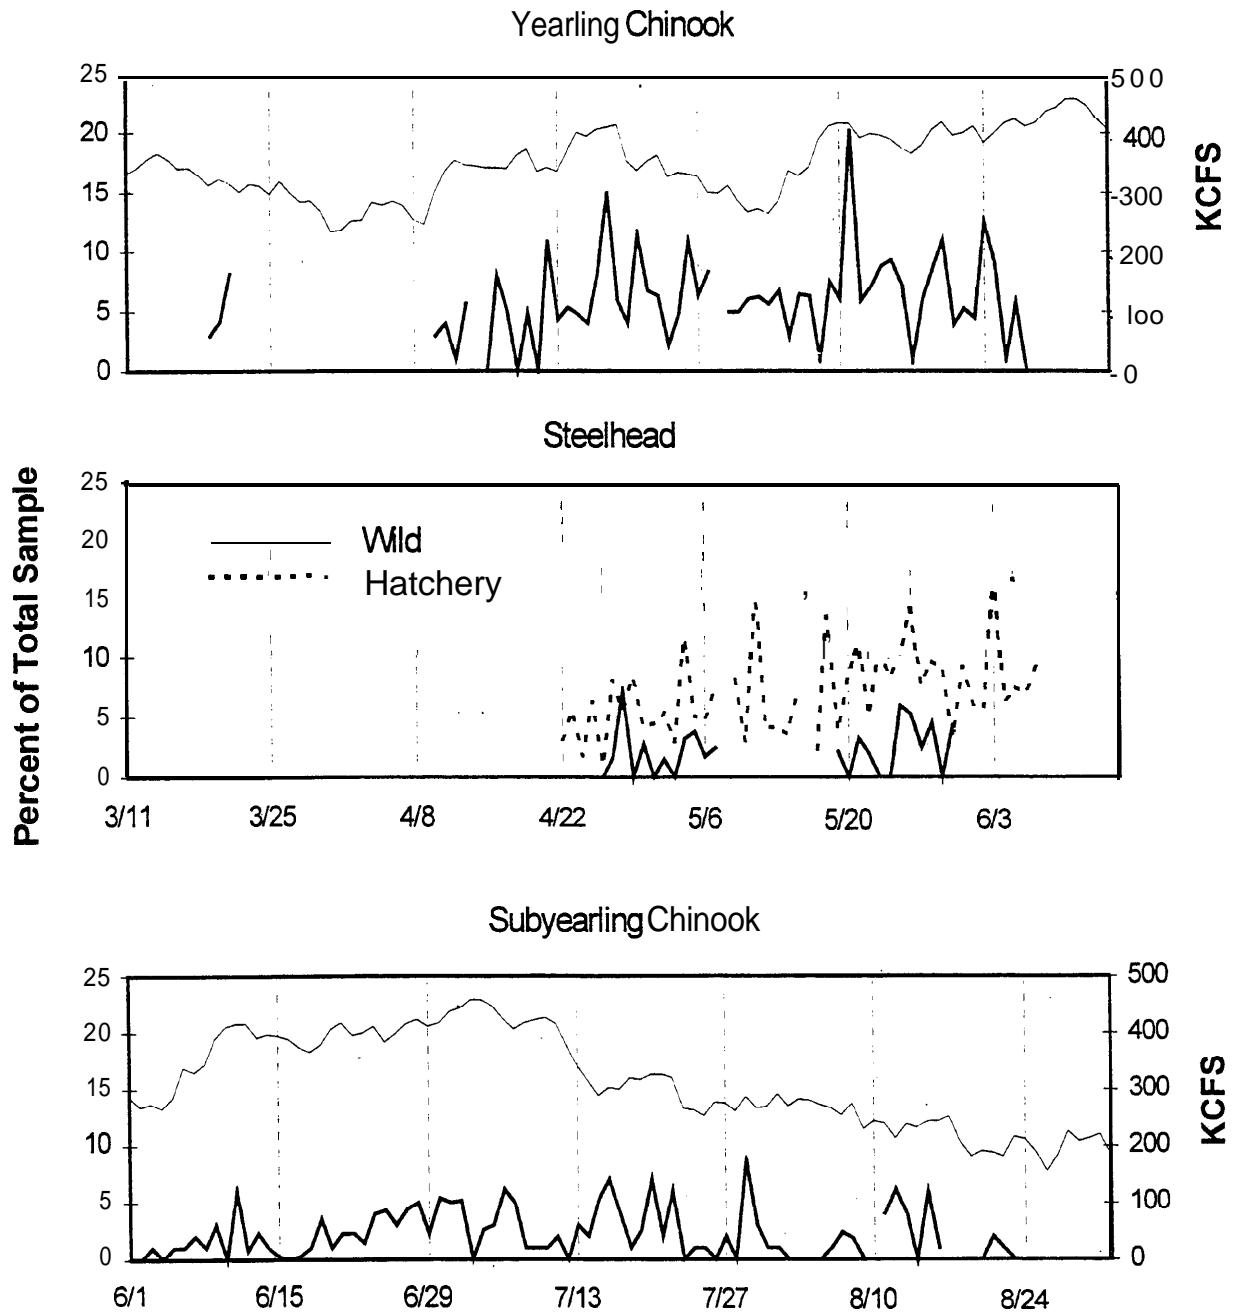 Yearling Chinook
25
20
15
10
5
0
500
400
-300
200
loo
- 0
KCFS
Steelhead
Percent of Total Sample
25
20
15
10
5
0
Wild
Hatchery
3/11 3/25 4/8 4/22 5/6 5/20 6/3
Subyearling Chinook
25
20
15
10
5
0
500
400
300
200
100
0
KCFS
6/1 6/15 6/29 7/13 7/27 8/10 8/24